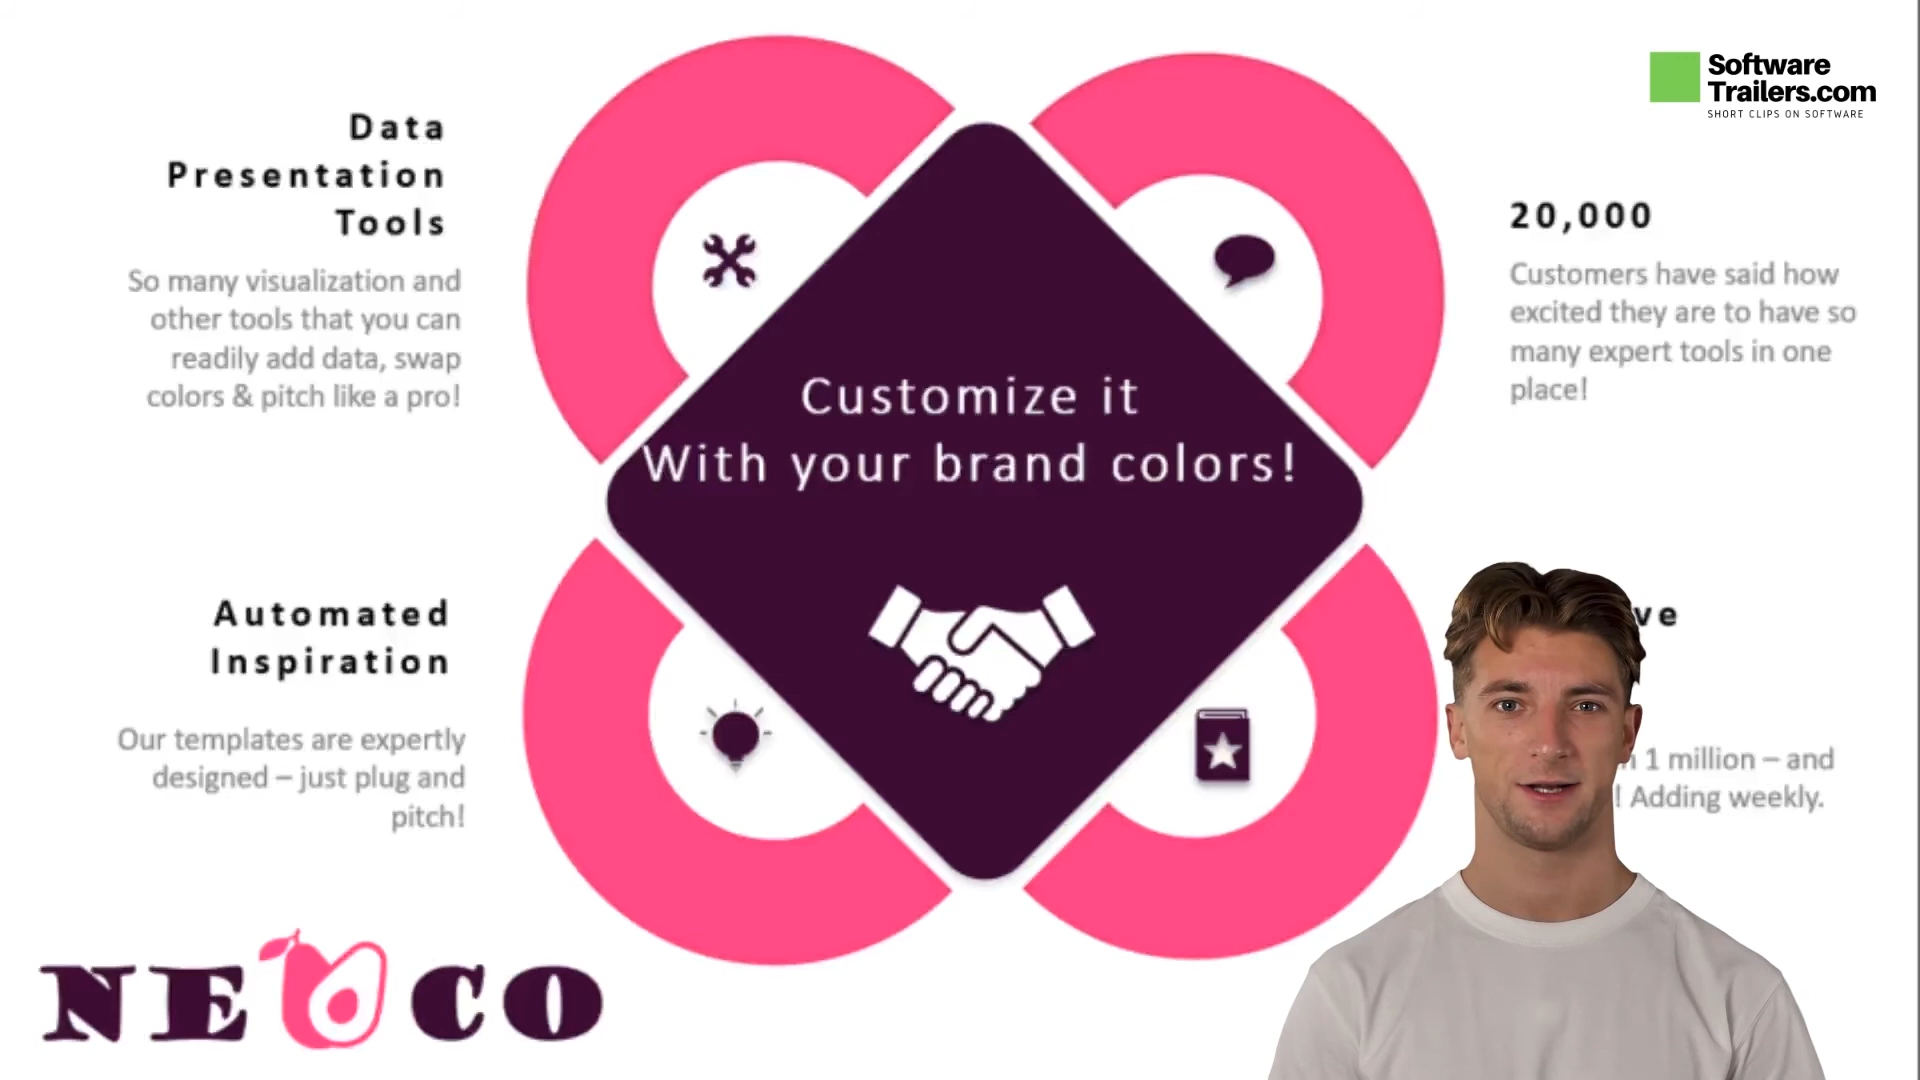 Software
Trailers.com
SHORT CLIPS ON SOFTWARE
Data
Presentation
Tools
So many visualization and
other tools that you can
readily add data, swap
colors & pitch like a pro!
20,000
Customers have said how
excited they are to have so
many expert tools in one
place!
Customize it
With your brand colors!
Automated
Inspiration
Our templates are expertly
designed – just plug and
pitch!
1 million – and
! Adding weekly.
NE CO